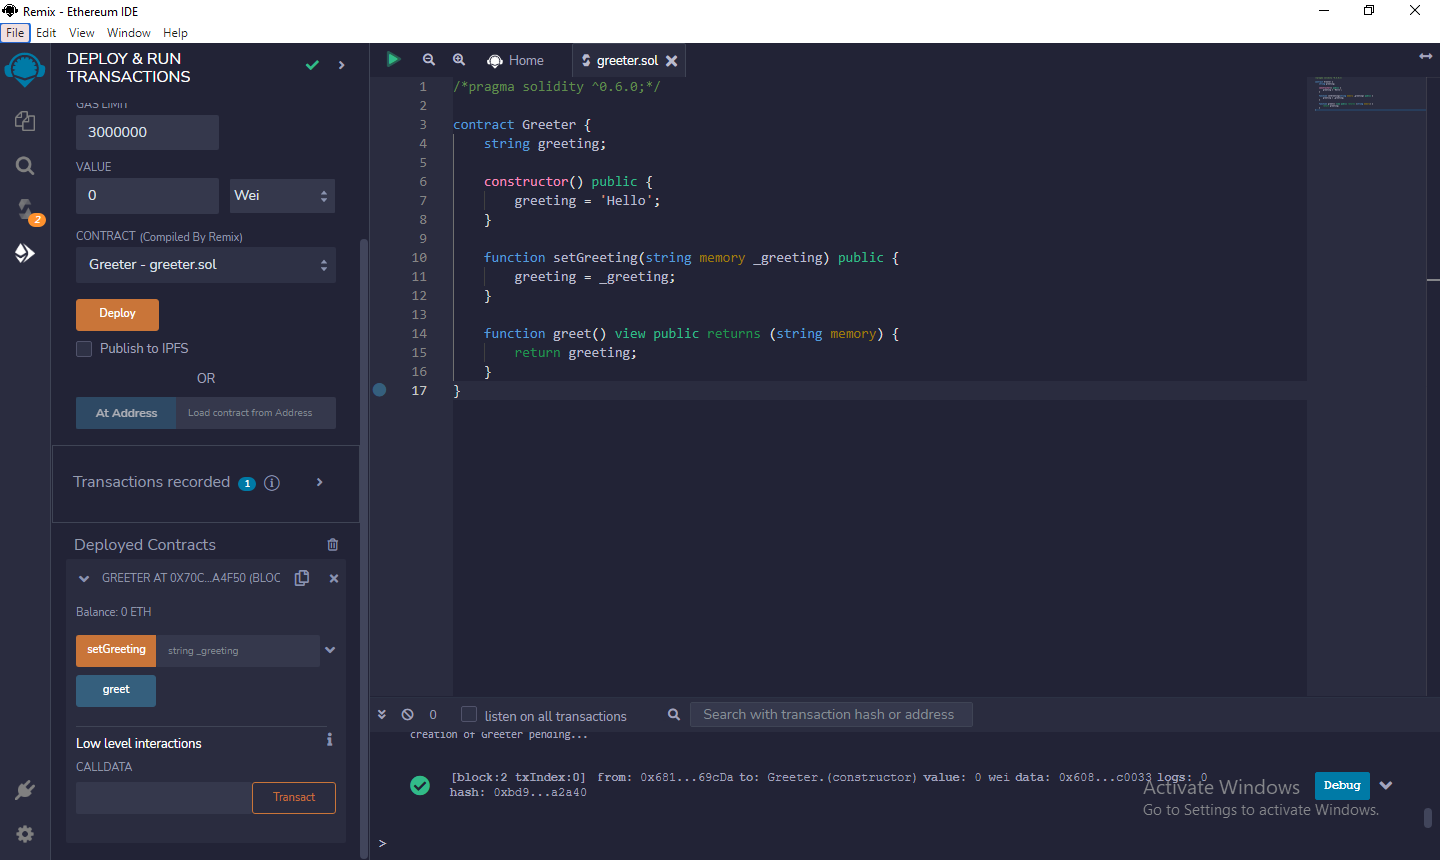 Remix - Ethereum IDE
File Edit View Window Help
DEPLOY & RUN
TRANSACTIONS
GAS LIMIT
3000000
VALUE
0 Wei
CONTRACT (Compiled By Remix)
Greeter - greeter.sol
Deploy
Publish to IPFS
OR
At Address Load contract from Address
Transactions recorded 1
Deployed Contracts
GREETER AT 0X70C...A4F50 (BLOC
Balance: 0 ETH
setGreeting string _greeting
greet
Low level interactions
CALLDATA
Transact
2
Home greeter.sol
1 /*pragma solidity ^0.6.0;*/
2
3 contract Greeter {
4 string greeting;
5
6 constructor() public {
7 greeting = 'Hello';
8 }
9
10 function setGreeting(string memory _greeting) public {
11 greeting = _greeting;
12 }
13
14 function greet() view public returns (string memory) {
15 return greeting;
16 }
17 }
0 listen on all transactions Search with transaction hash or address
creation of Greeter pending...
[block:2 txIndex:0] from: 0x681...69cDa to: Greeter.(constructor) value: 0 wei data: 0x608...c0033 logs: 0
hash: 0xbd9...a2a40
Debug
>
Activate Windows
Go to Settings to activate Windows.